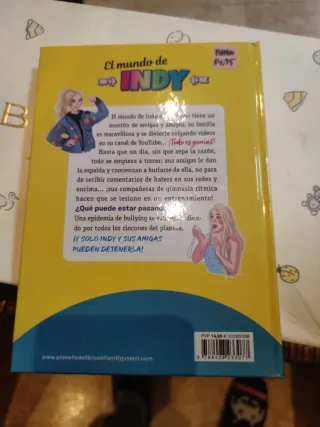 El mundo de
INDY
El mundo de Indy es tiene un
montón de amigas y amigos, su familia
es maravillosa y se divierte colgando vídeos
en su canal de YouTube... ¡Todo es genial!
Hasta que un día, sin que sepa la razón,
todo se empieza a torcer: sus amigas le dan
la espalda y comienzan a burlarse de ella, no para
de recibir comentarios de haters en sus redes y
encima... ¡sus compañeras de gimnasia rítmica
hacen que se lesione en un entrenamiento!
¿Qué puede estar pasando?
Una epidemia de bullying se está extendiendo
por todos los rincones del planeta,
¡Y SOLO INDY Y SUS AMIGAS
PUEDEN DETENERLA!
PVP 14,95 € 10285028
www.planetadelibrosinfantilyjuvenil.com